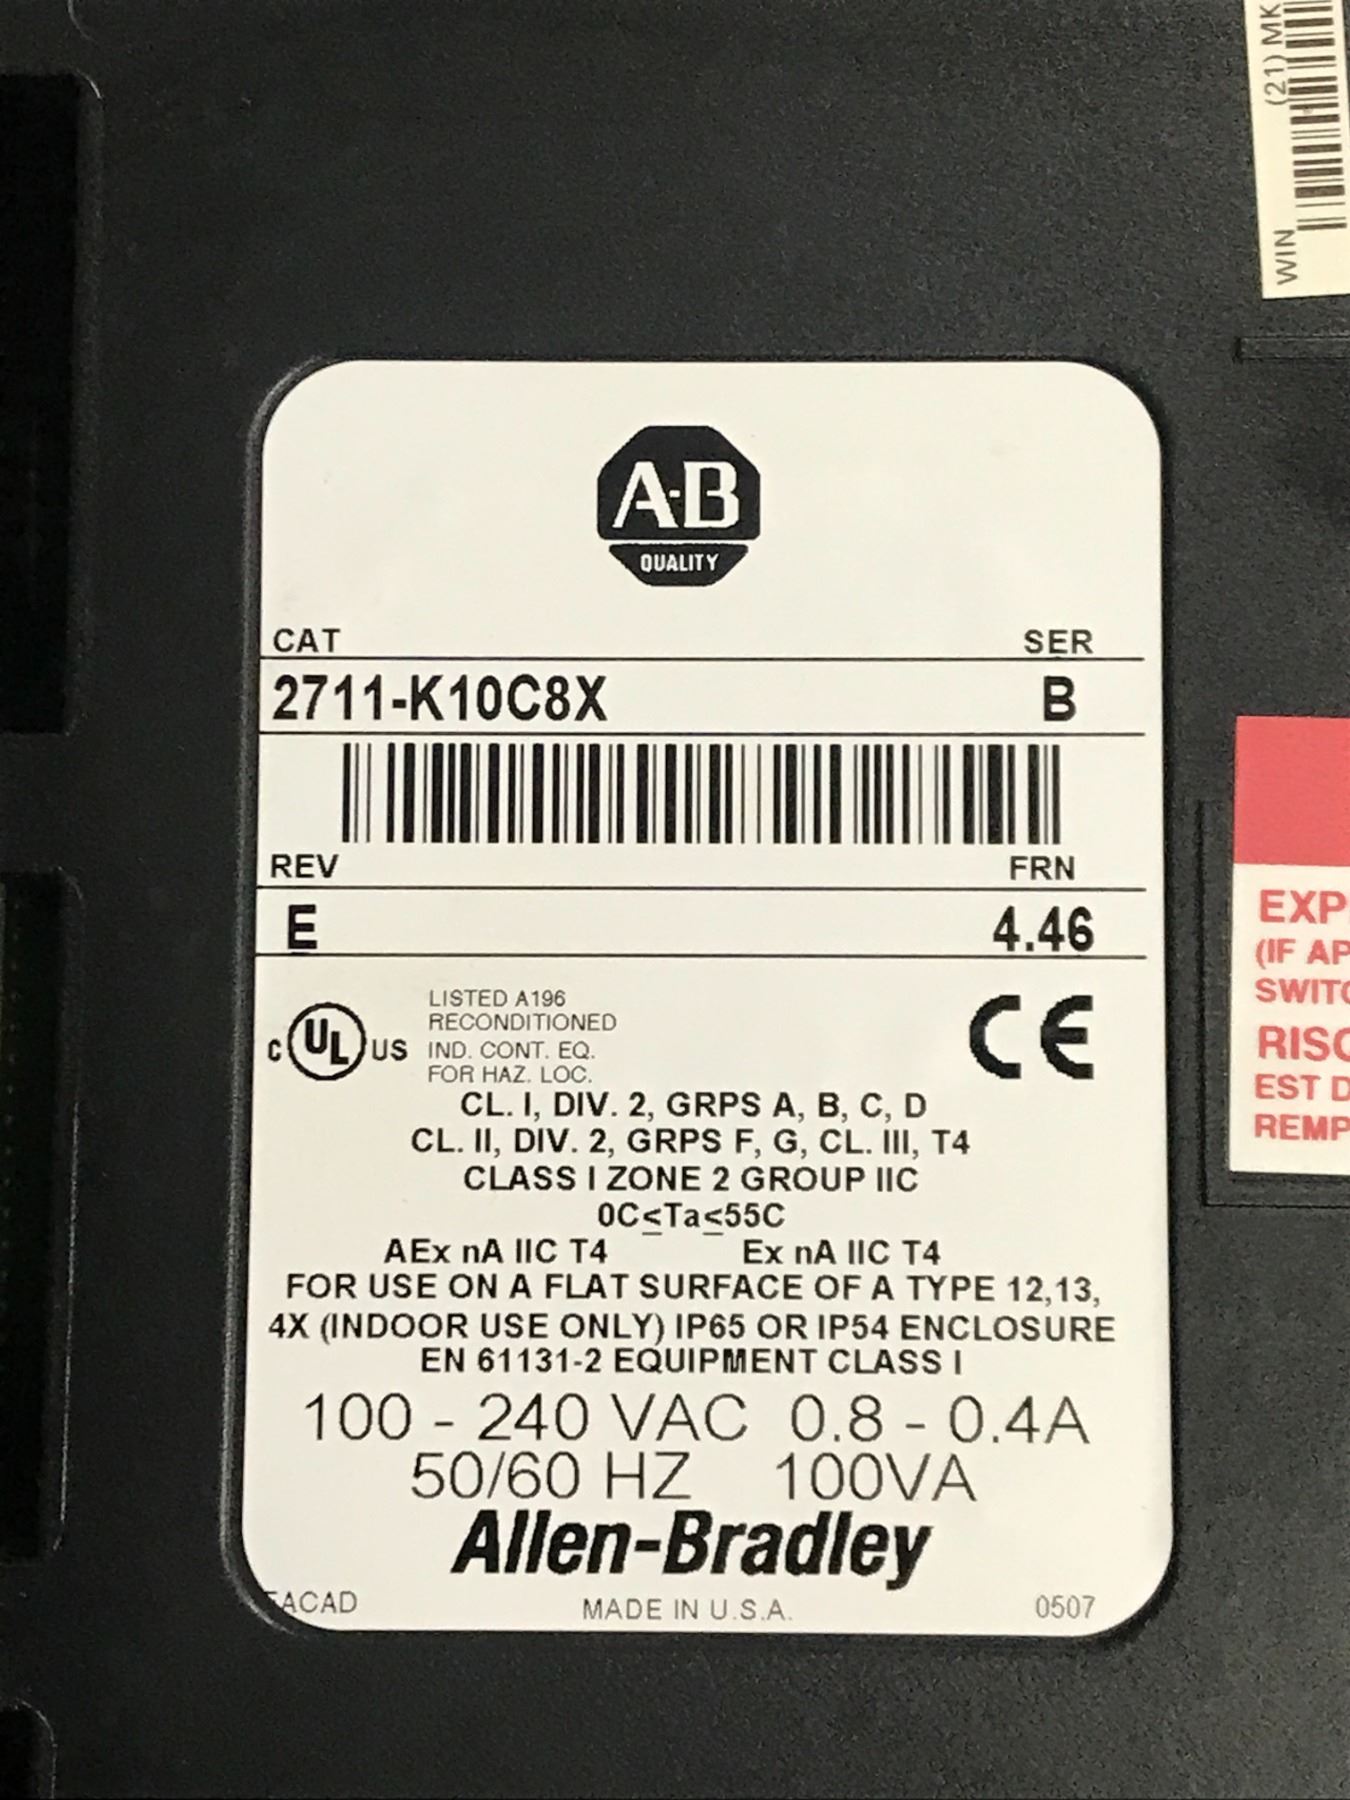 (21) MK
WIN
A-B
QUALITY
CAT SER
2711-K10C8X B
REV FRN
E 4.46
C UL US
LISTED A196
RECONDITIONED
IND. CONT. EQ.
FOR HAZ. LOC.
CE
CL. I, DIV. 2, GRPS A, B, C, D
CL. II, DIV. 2, GRPS F, G, CL. III, T4
CLASS I ZONE 2 GROUP IIC
0C≤Ta≤55C
AEx nA IIC T4 Ex nA IIC T4
FOR USE ON A FLAT SURFACE OF A TYPE 12,13,
4X (INDOOR USE ONLY) IP65 OR IP54 ENCLOSURE
EN 61131-2 EQUIPMENT CLASS I
100 - 240 VAC 0.8 - 0.4A
50/60 HZ 100VA
Allen-Bradley
ACAD MADE IN U.S.A. 0507
EXP
(IF AP
SWITC
RISC
EST D
REMP